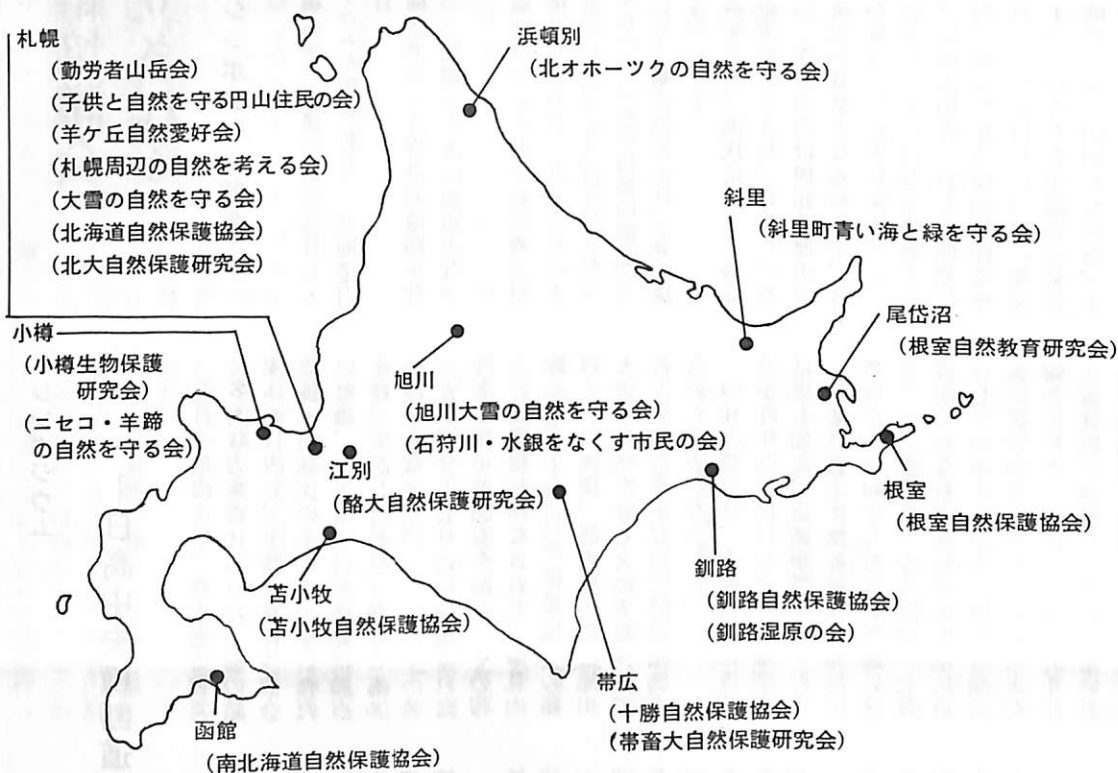 札幌
(勤労者山岳会)
(子供と自然を守る円山住民の会)
(羊ケ丘自然愛好会)
(札幌周辺の自然を考える会)
(大雪の自然を守る会)
(北海道自然保護協会)
(北大自然保護研究会)
浜頓別
(北オホーツクの自然を守る会)
斜里
(斜里町青い海と緑を守る会)
尾岱沼
(根室自然教育研究会)
小樽
(小樽生物保護
研究会)
(ニセコ・羊蹄
の自然を守る会)
旭川
(旭川大雪の自然を守る会)
(石狩川・水銀をなくす市民の会)
江別
(酪大自然保護研究会)
根室
(根室自然保護協会)
釧路
(釧路自然保護協会)
(釧路湿原の会)
苫小牧
(苫小牧自然保護協会)
帯広
(十勝自然保護協会)
(帯畜大自然保護研究会)
函館
(南北海道自然保護協会)